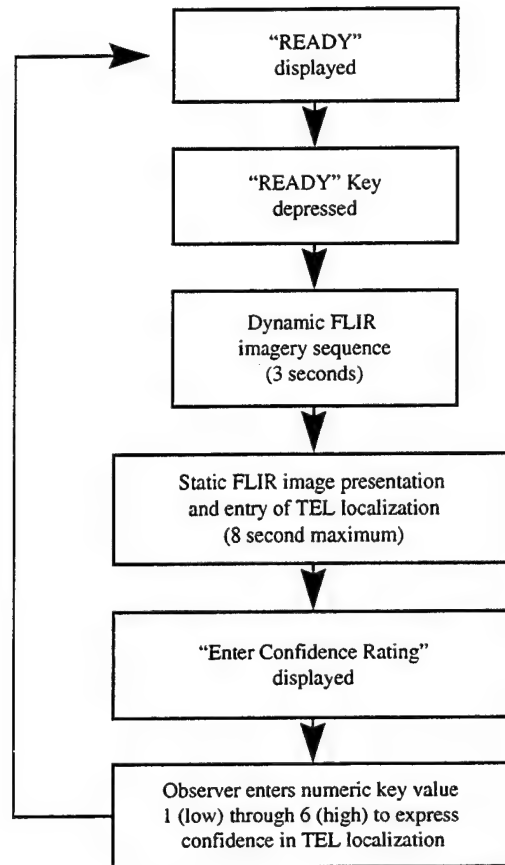 “READY”
displayed
“READY” Key
depressed
Dynamic FLIR
imagery sequence
(3 seconds)
Static FLIR image presentation
and entry of TEL localization
(8 second maximum)
“Enter Confidence Rating”
displayed
Observer enters numeric key value
1 (low) through 6 (high) to express
confidence in TEL localization